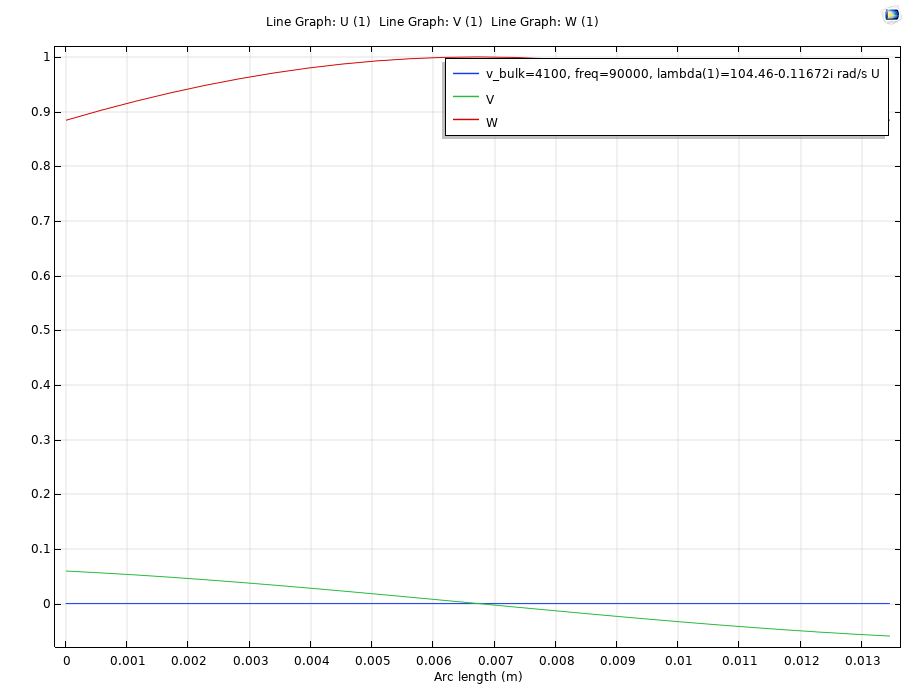 Line Graph: U (1) Line Graph: V (1) Line Graph: W (1)
v_bulk=4100, freq=90000, lambda(1)=104.46-0.11672i rad/s U
V
W
1
0.9
0.8
0.7
0.6
0.5
0.4
0.3
0.2
0.1
0
0 0.001 0.002 0.003 0.004 0.005 0.006 0.007 0.008 0.009 0.01 0.011 0.012 0.013
Arc length (m)